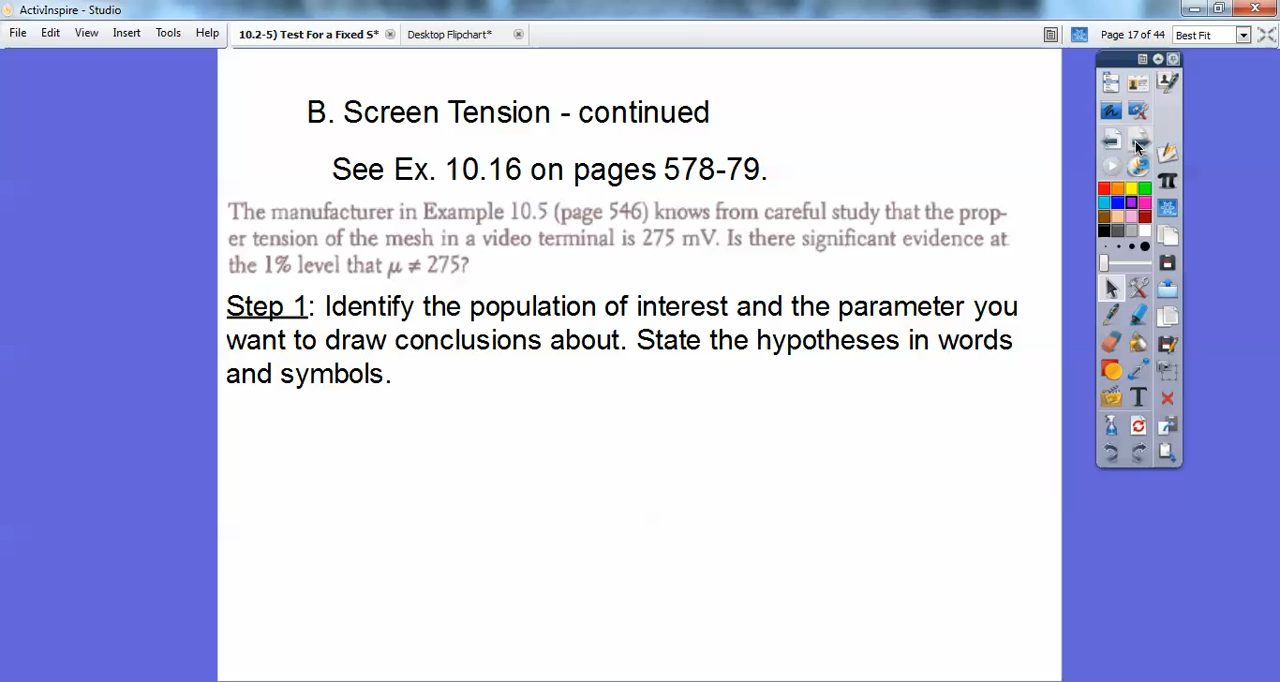 ActivInspire - Studio
File Edit View Insert Tools Help
10.2-5) Test For a Fixed S* Desktop Flipchart* Page 17 of 44 Best Fit
B. Screen Tension - continued
See Ex. 10.16 on pages 578-79.
The manufacturer in Example 10.5 (page 546) knows from careful study that the prop-
er tension of the mesh in a video terminal is 275 mV. Is there significant evidence at
the 1% level that μ ≠ 275?
Step 1: Identify the population of interest and the parameter you
want to draw conclusions about. State the hypotheses in words
and symbols.